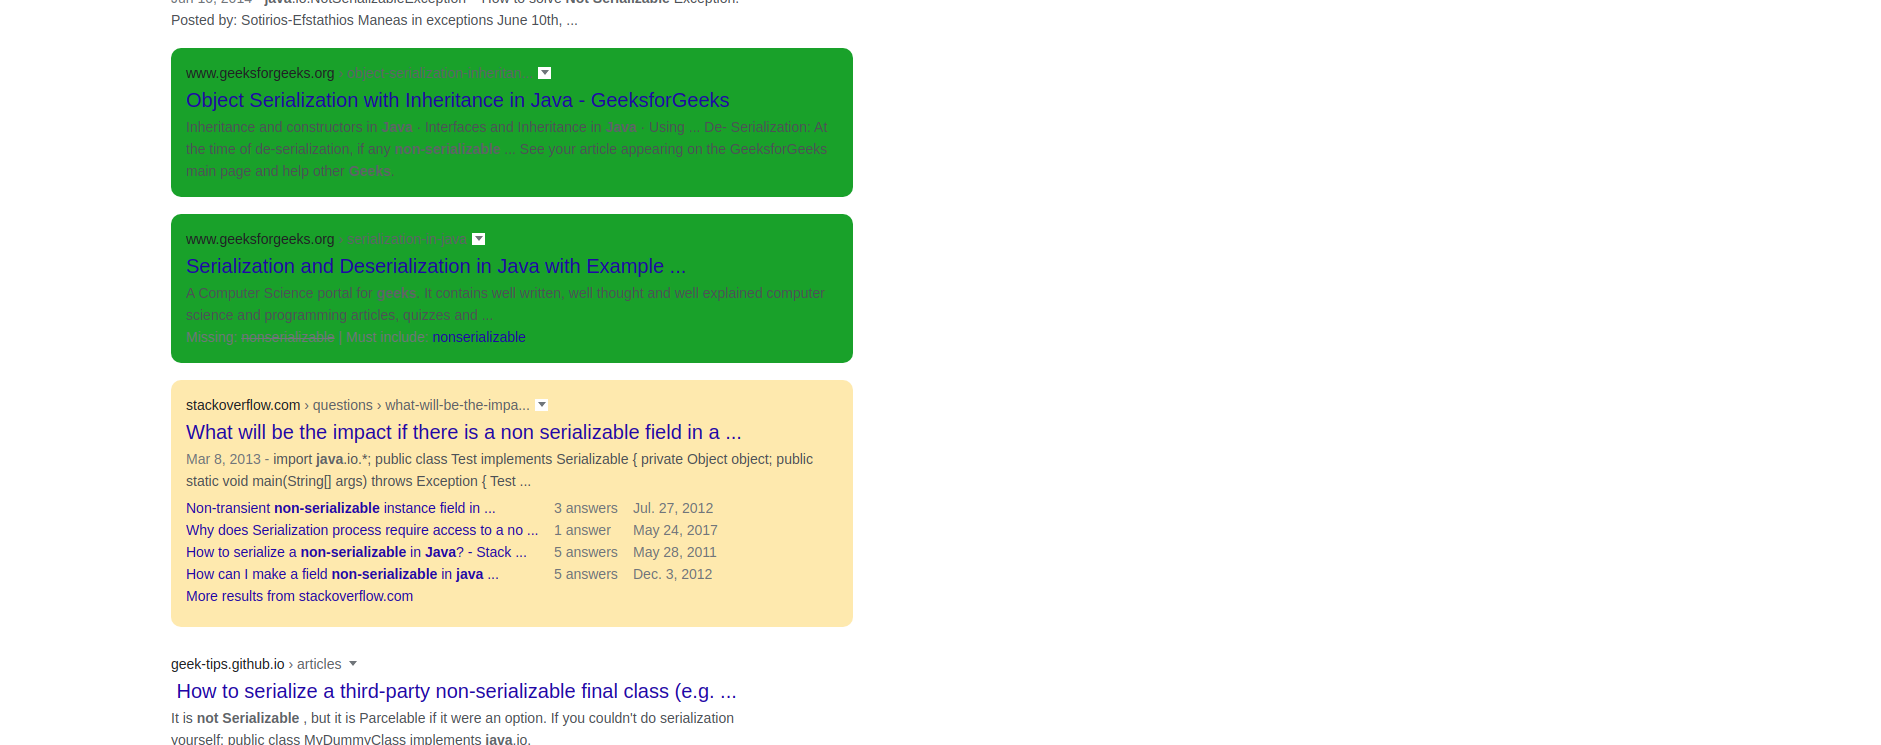 Jun 10, 2014 - java.io.NotSerializableException – How to solve Not Serializable Exception.
Posted by: Sotirios-Efstathios Maneas in exceptions June 10th, ...
www.geeksforgeeks.org › object-serialization-inheritan...
Object Serialization with Inheritance in Java - GeeksforGeeks
Inheritance and constructors in Java · Interfaces and Inheritance in Java · Using ... De- Serialization: At
the time of de-serialization, if any non-serializable ... See your article appearing on the GeeksforGeeks
main page and help other Geeks.
www.geeksforgeeks.org › serialization-in-java
Serialization and Deserialization in Java with Example ...
A Computer Science portal for geeks. It contains well written, well thought and well explained computer
science and programming articles, quizzes and ...
Missing: nonserializable | Must include: nonserializable
stackoverflow.com › questions › what-will-be-the-impa...
What will be the impact if there is a non serializable field in a ...
Mar 8, 2013 - import java.io.*; public class Test implements Serializable { private Object object; public
static void main(String[] args) throws Exception { Test ...
Non-transient non-serializable instance field in ... 3 answers Jul. 27, 2012
Why does Serialization process require access to a no ... 1 answer May 24, 2017
How to serialize a non-serializable in Java? - Stack ... 5 answers May 28, 2011
How can I make a field non-serializable in java ... 5 answers Dec. 3, 2012
More results from stackoverflow.com
geek-tips.github.io › articles
How to serialize a third-party non-serializable final class (e.g. ...
It is not Serializable , but it is Parcelable if it were an option. If you couldn't do serialization
yourself: public class MyDummyClass implements java.io.